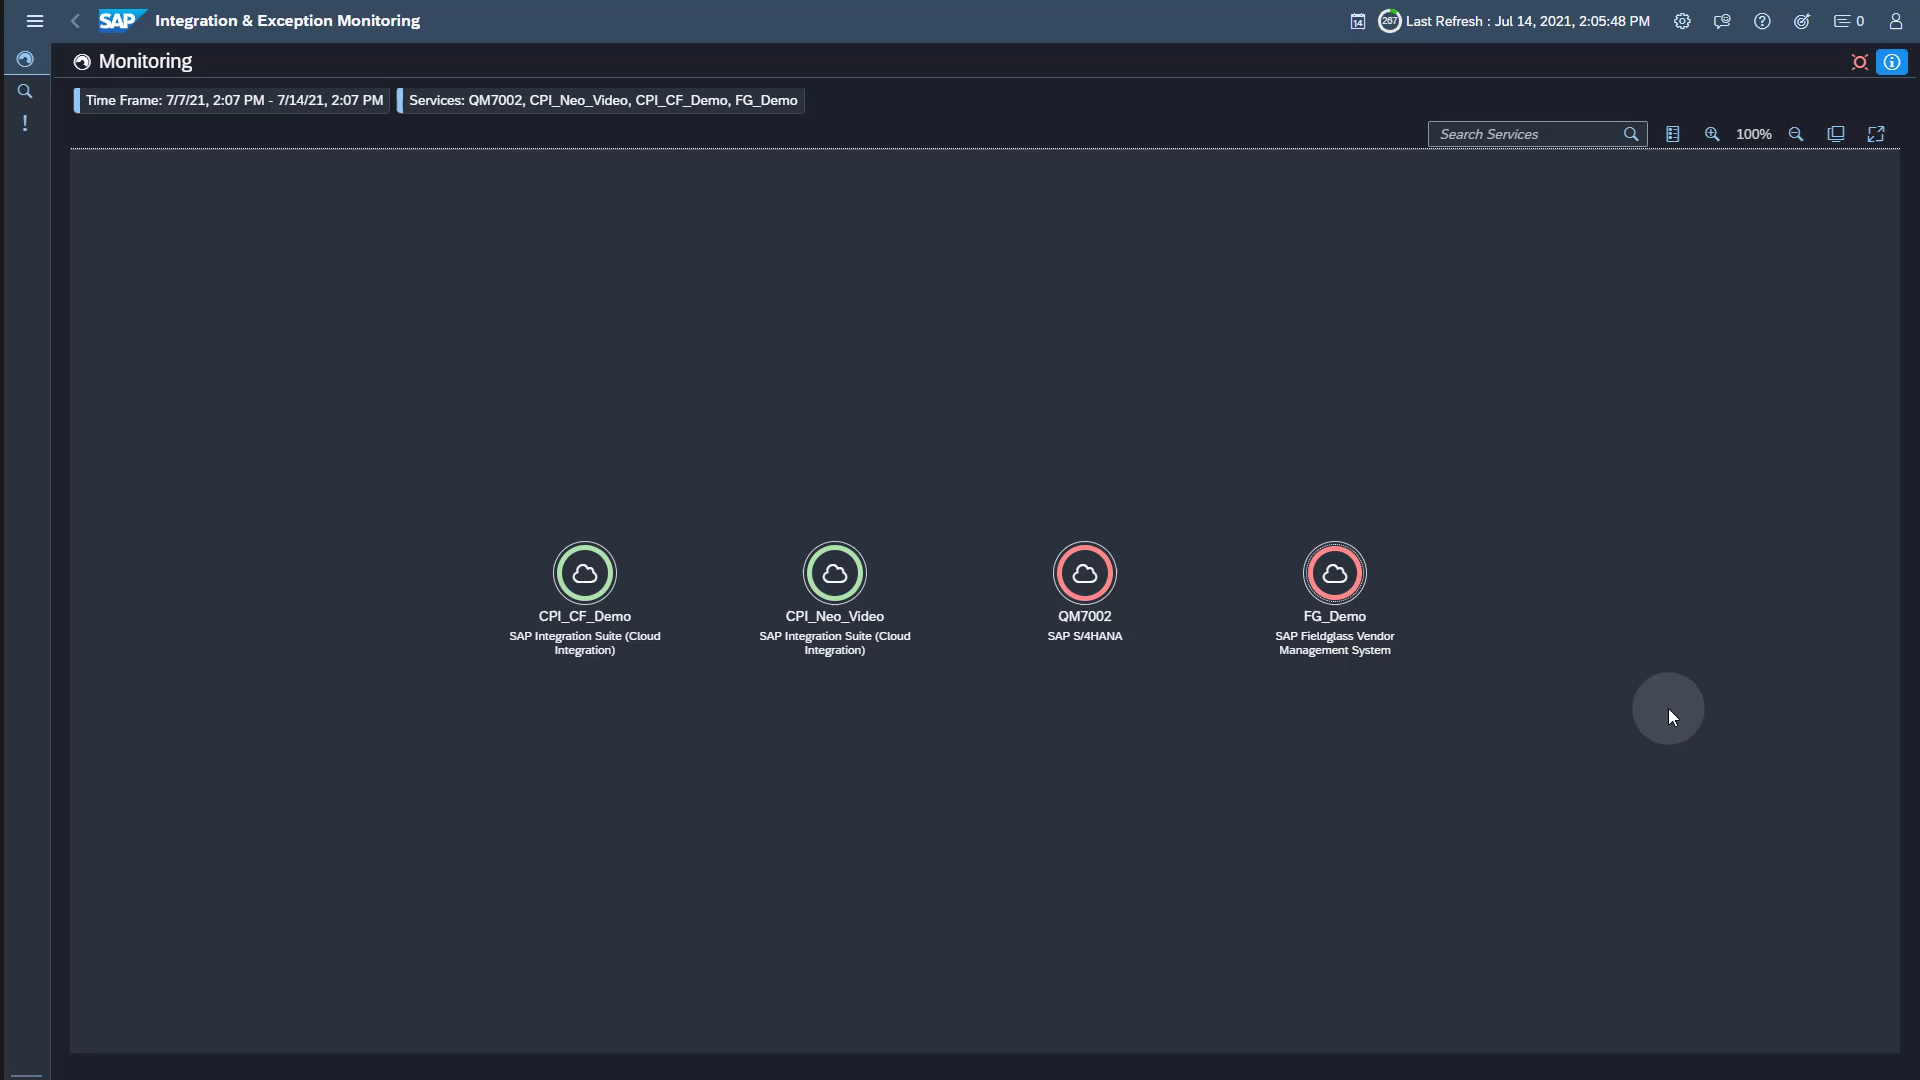 SAP Integration & Exception Monitoring
14 267 Last Refresh : Jul 14, 2021, 2:05:48 PM 0
Monitoring
Time Frame: 7/7/21, 2:07 PM - 7/14/21, 2:07 PM Services: QM7002, CPI_Neo_Video, CPI_CF_Demo, FG_Demo
Search Services 100%
CPI_CF_Demo
SAP Integration Suite (Cloud
Integration)
CPI_Neo_Video
SAP Integration Suite (Cloud
Integration)
QM7002
SAP S/4HANA
FG_Demo
SAP Fieldglass Vendor
Management System